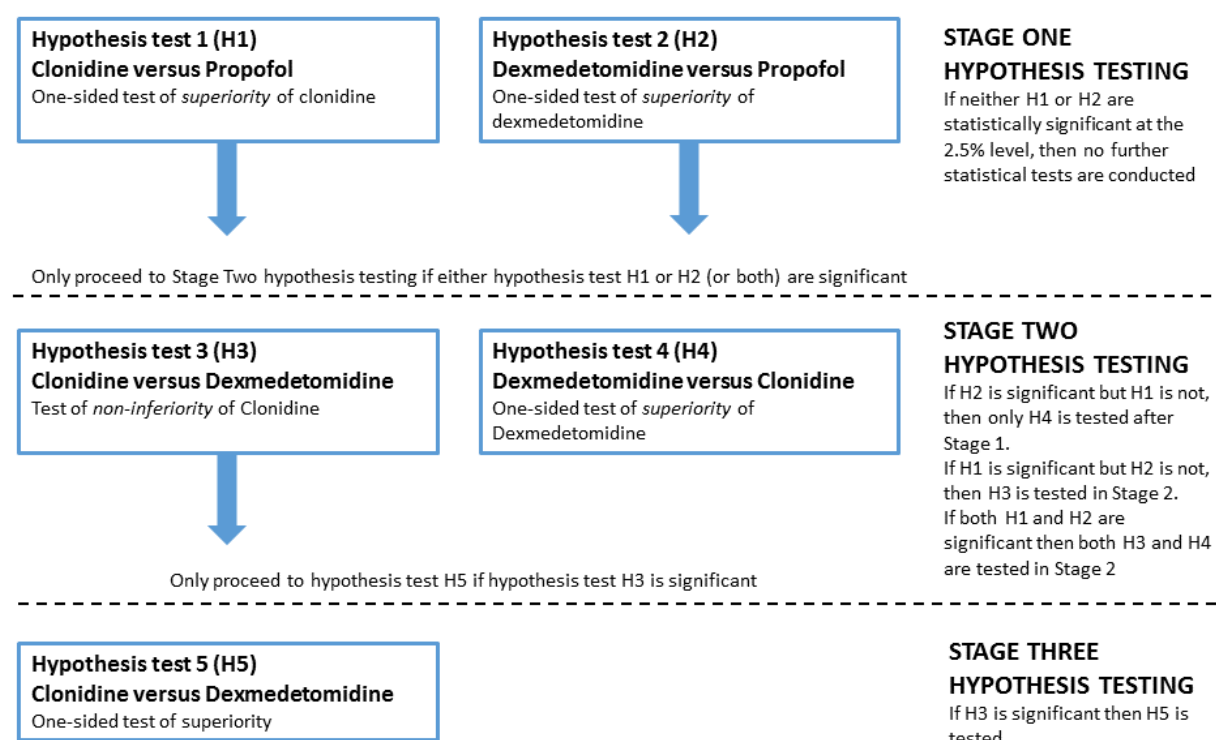 Hypothesis test 1 (H1)
Clonidine versus Propofol
One-sided test of superiority of clonidine
Hypothesis test 2 (H2)
Dexmedetomidine versus Propofol
One-sided test of superiority of
dexmedetomidine
STAGE ONE
HYPOTHESIS TESTING
If neither H1 or H2 are
statistically significant at the
2.5% level, then no further
statistical tests are conducted
Only proceed to Stage Two hypothesis testing if either hypothesis test H1 or H2 (or both) are significant
Hypothesis test 3 (H3)
Clonidine versus Dexmedetomidine
Test of non-inferiority of Clonidine
Hypothesis test 4 (H4)
Dexmedetomidine versus Clonidine
One-sided test of superiority of
Dexmedetomidine
STAGE TWO
HYPOTHESIS TESTING
If H2 is significant but H1 is not,
then only H4 is tested after
Stage 1.
If H1 is significant but H2 is not,
then H3 is tested in Stage 2.
If both H1 and H2 are
significant then both H3 and H4
are tested in Stage 2
Only proceed to hypothesis test H5 if hypothesis test H3 is significant
Hypothesis test 5 (H5)
Clonidine versus Dexmedetomidine
One-sided test of superiority
STAGE THREE
HYPOTHESIS TESTING
If H3 is significant then H5 is
tested